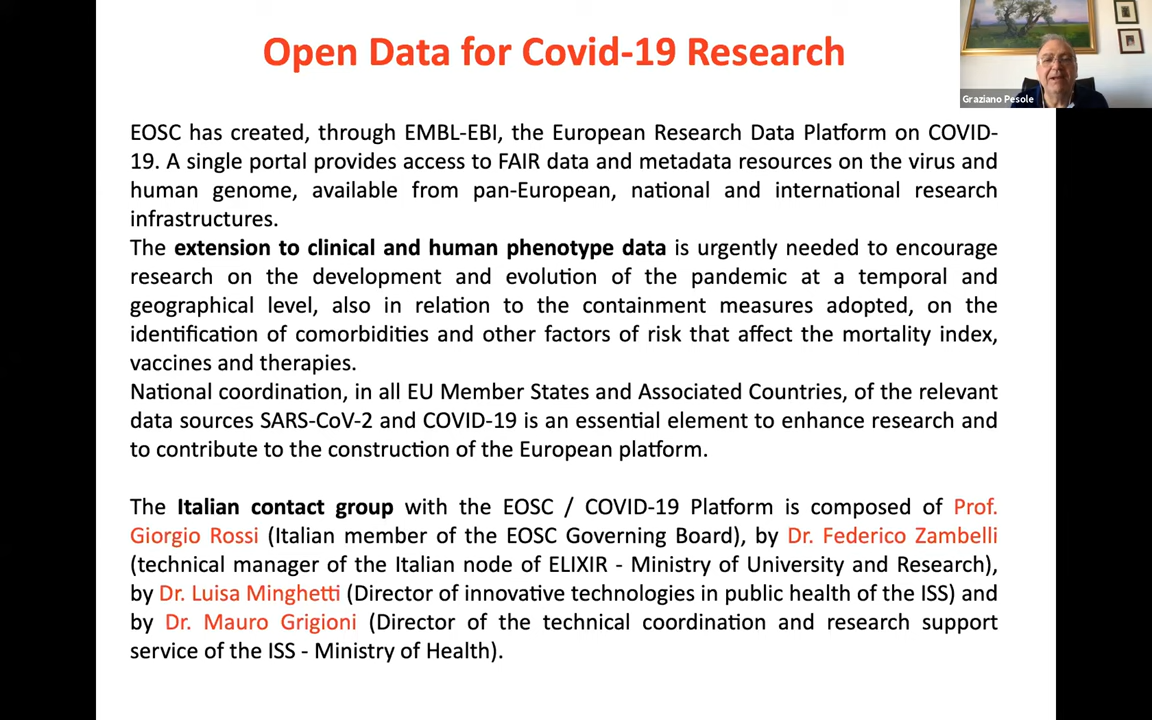 Open Data for Covid-19 Research
Graziano Pesole
EOSC has created, through EMBL-EBI, the European Research Data Platform on COVID-
19. A single portal provides access to FAIR data and metadata resources on the virus and
human genome, available from pan-European, national and international research
infrastructures.
The extension to clinical and human phenotype data is urgently needed to encourage
research on the development and evolution of the pandemic at a temporal and
geographical level, also in relation to the containment measures adopted, on the
identification of comorbidities and other factors of risk that affect the mortality index,
vaccines and therapies.
National coordination, in all EU Member States and Associated Countries, of the relevant
data sources SARS-CoV-2 and COVID-19 is an essential element to enhance research and
to contribute to the construction of the European platform.
The Italian contact group with the EOSC / COVID-19 Platform is composed of Prof.
Giorgio Rossi (Italian member of the EOSC Governing Board), by Dr. Federico Zambelli
(technical manager of the Italian node of ELIXIR - Ministry of University and Research),
by Dr. Luisa Minghetti (Director of innovative technologies in public health of the ISS) and
by Dr. Mauro Grigioni (Director of the technical coordination and research support
service of the ISS - Ministry of Health).